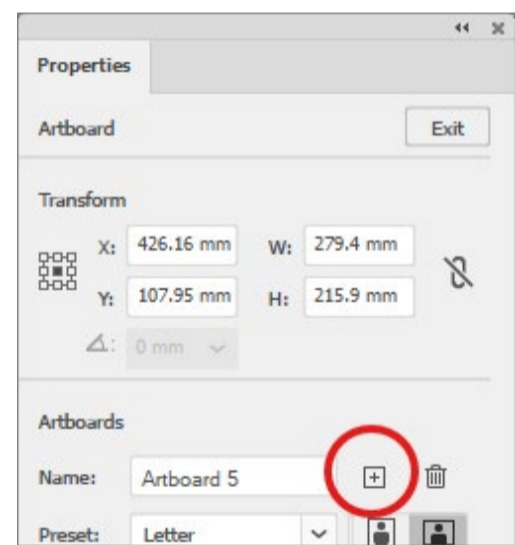 Properties
Artboard Exit
Transform
X: 426.16 mm W: 279.4 mm
Y: 107.95 mm H: 215.9 mm
: 0 mm
Artboards
Name: Artboard 5
Preset: Letter